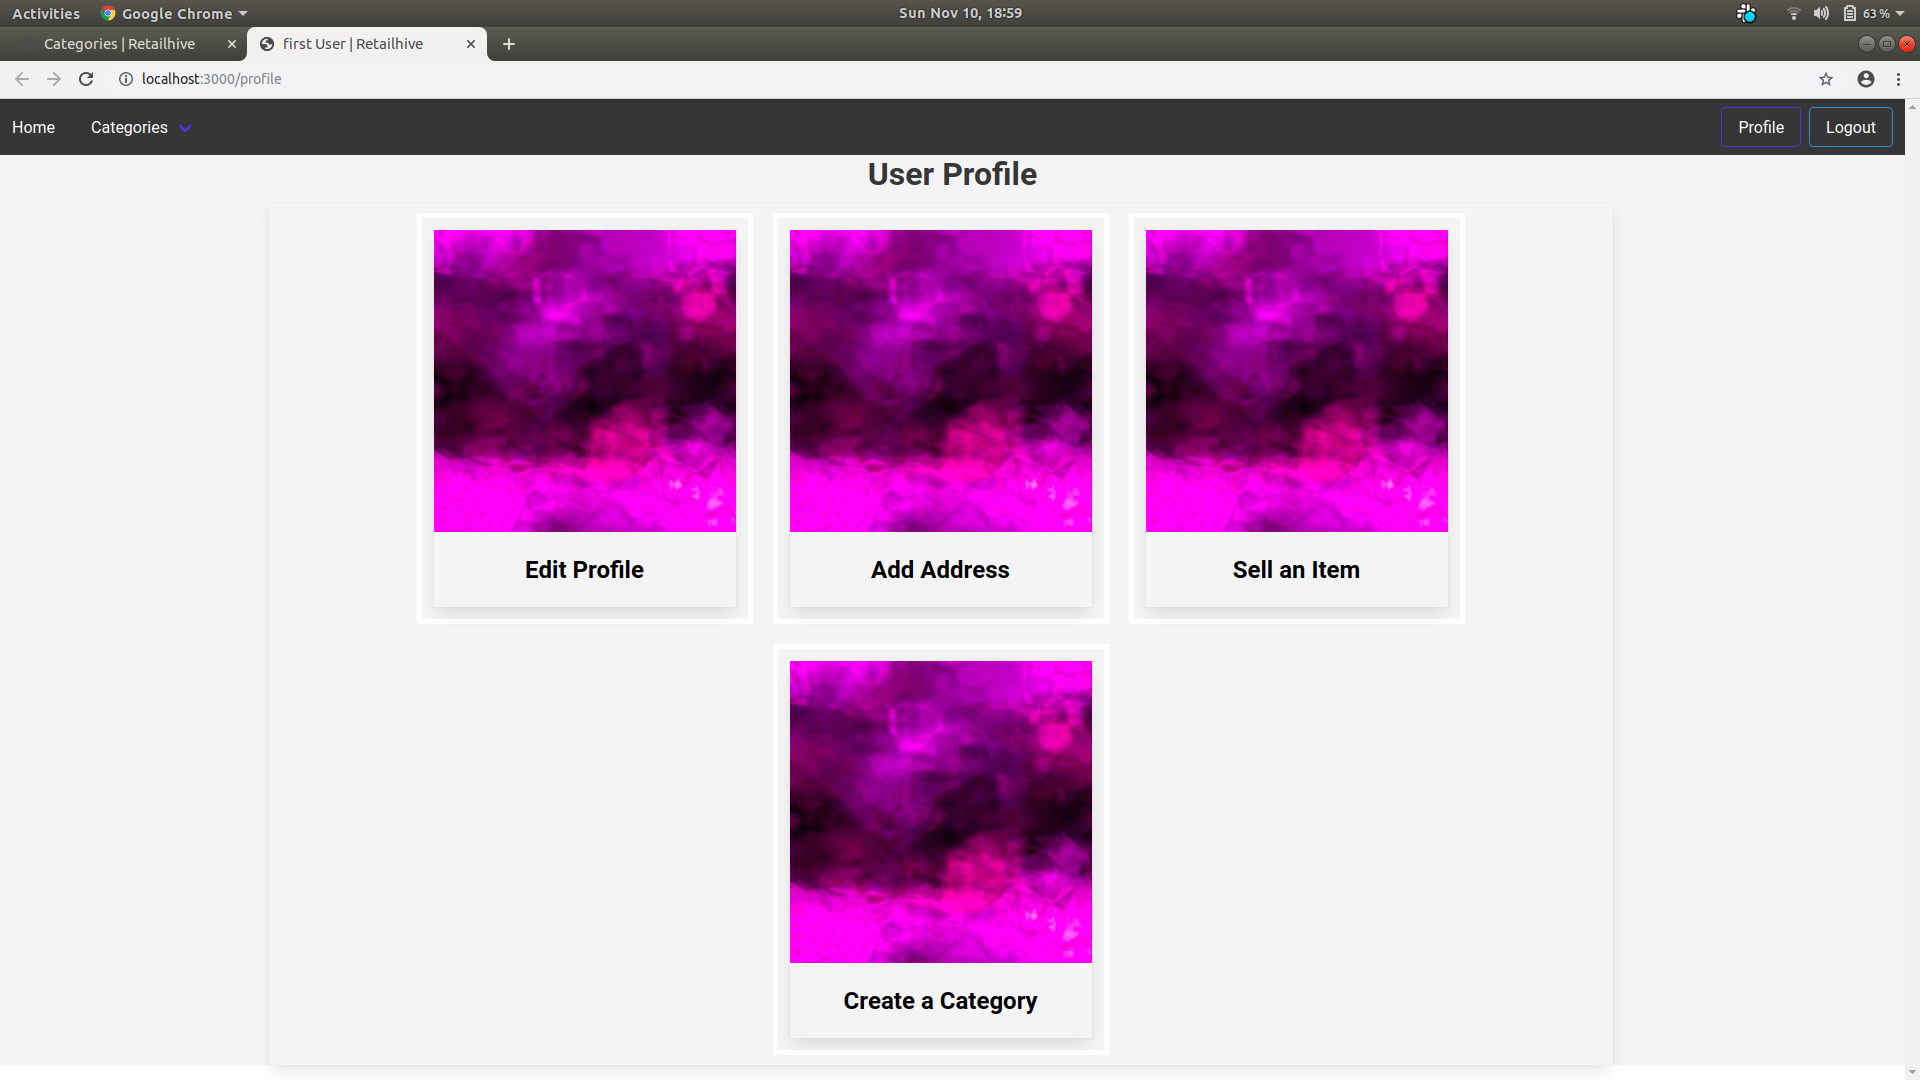 Activities Google Chrome Sun Nov 10, 18:59 63 %
Categories | Retailhive first User | Retailhive
localhost:3000/profile
Home Categories Profile Logout
User Profile
Edit Profile Add Address Sell an Item
Create a Category